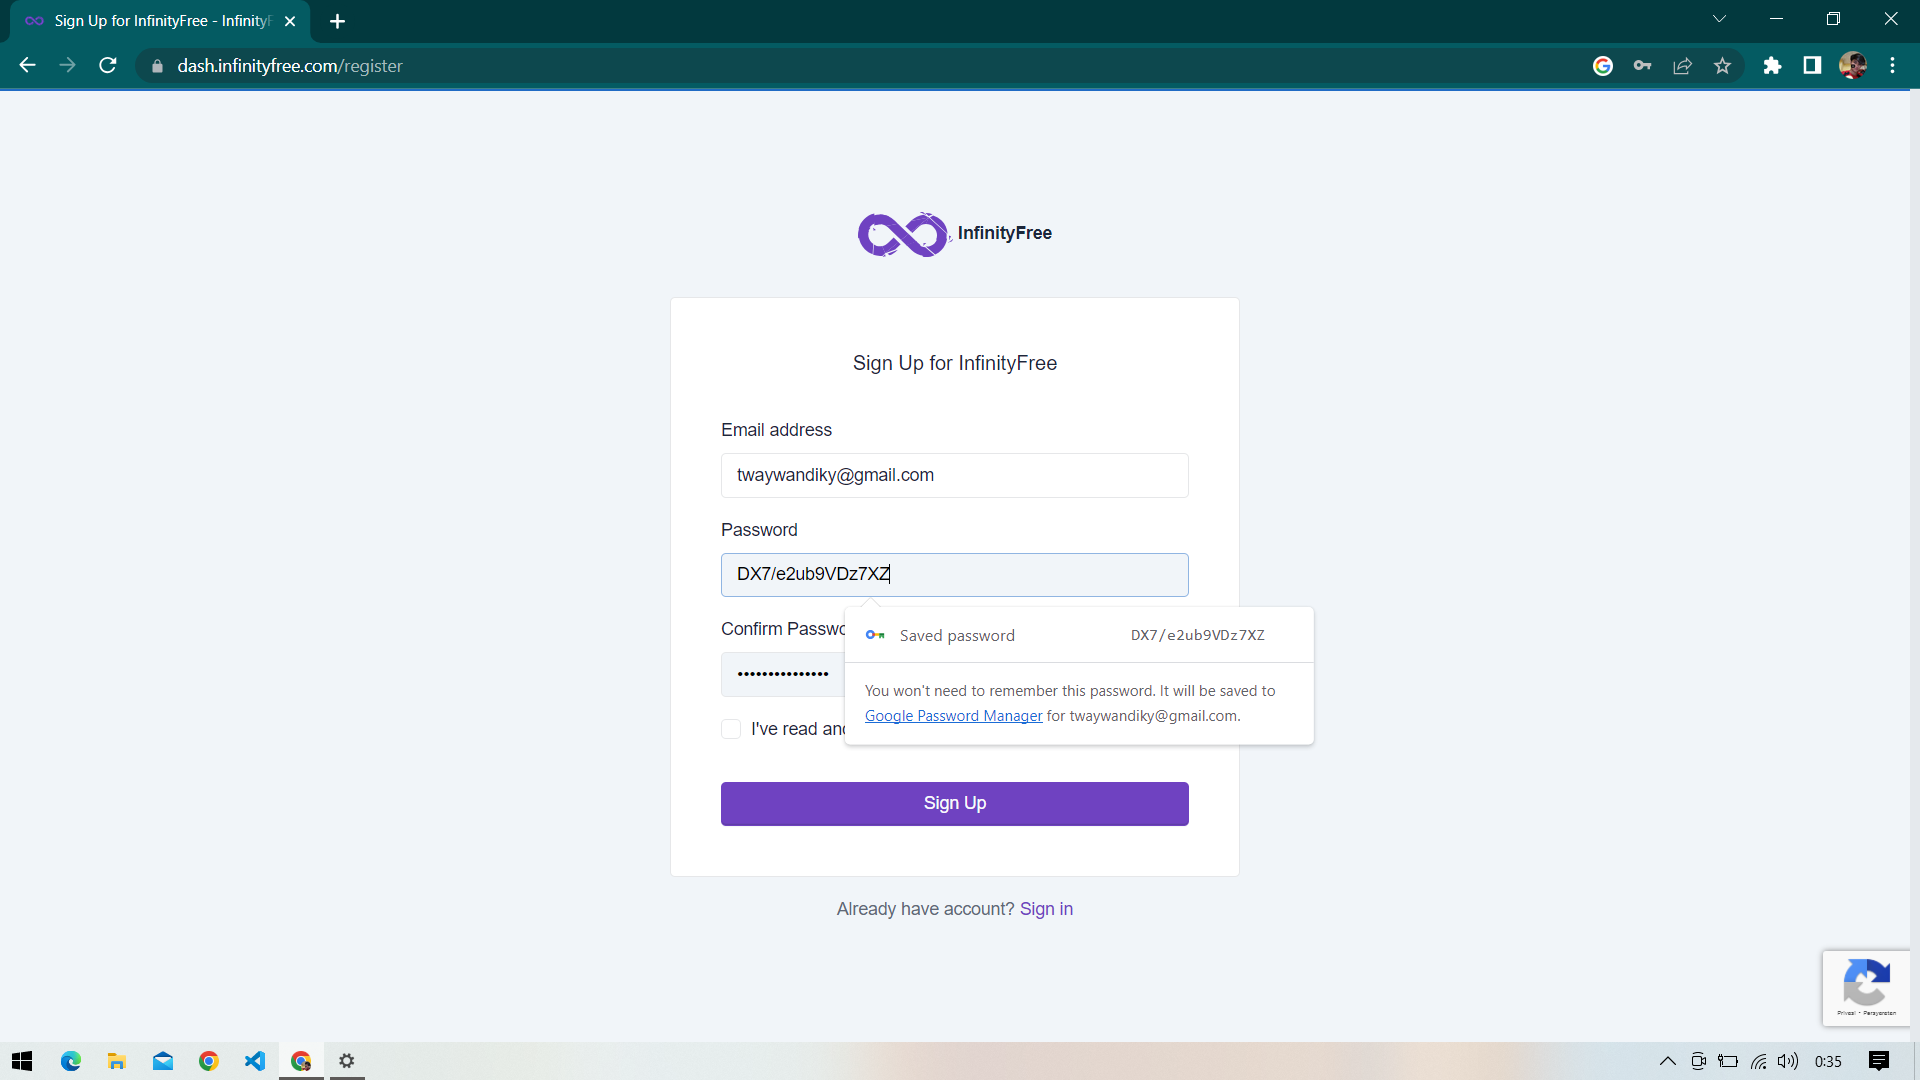 Sign Up for InfinityFree - InfinityF
dash.infinityfree.com/register
InfinityFree
Sign Up for InfinityFree
Email address
twaywandiky@gmail.com
Password
DX7/e2ub9VDz7XZ
Saved password DX7/e2ub9VDz7XZ
You won't need to remember this password. It will be saved to
Google Password Manager for twaywandiky@gmail.com.
Confirm Passwo
•••••••••••••••
I've read and
Sign Up
Already have account? Sign in
Privasi - Persyaratan
0:35